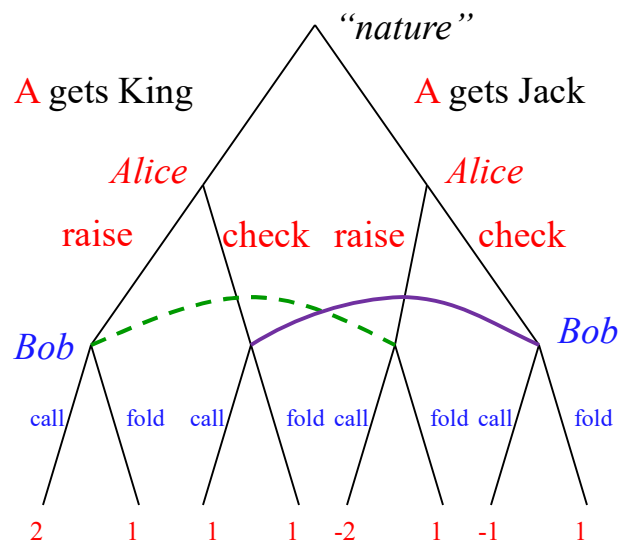 “nature”
A gets King
A gets Jack
Alice
Alice
raise
check
raise
check
Bob
Bob
call
fold
call
fold
call
fold
call
fold
2
1
1
1
-2
1
-1
1